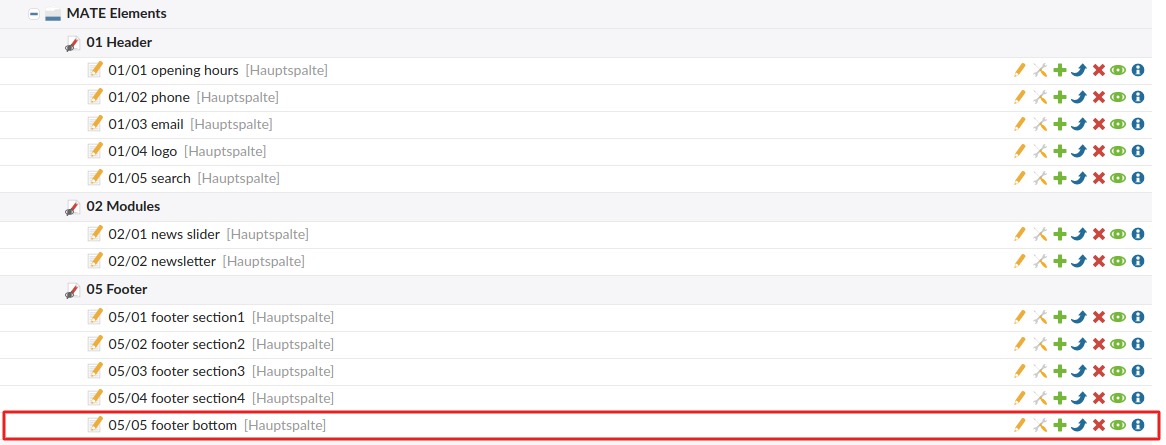 MATE Elements
01 Header
01/01 opening hours [Hauptspalte]
01/02 phone [Hauptspalte]
01/03 email [Hauptspalte]
01/04 logo [Hauptspalte]
01/05 search [Hauptspalte]
02 Modules
02/01 news slider [Hauptspalte]
02/02 newsletter [Hauptspalte]
05 Footer
05/01 footer section1 [Hauptspalte]
05/02 footer section2 [Hauptspalte]
05/03 footer section3 [Hauptspalte]
05/04 footer section4 [Hauptspalte]
05/05 footer bottom [Hauptspalte]